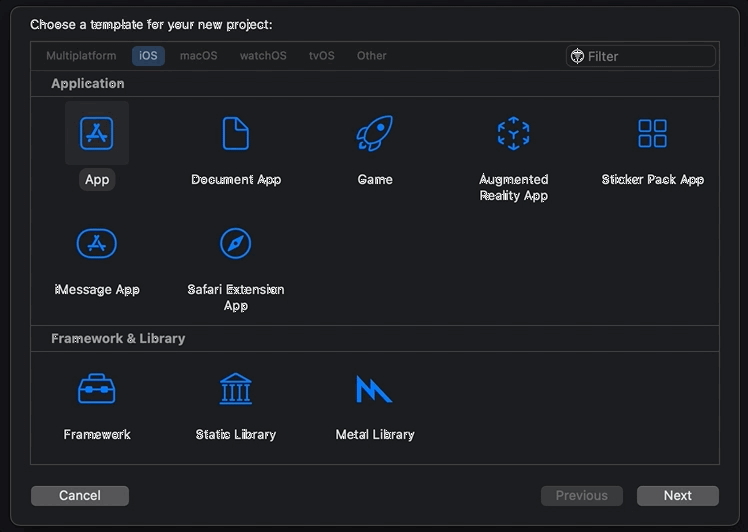 Choose a template for your new project:
Multiplatform iOS macOS watchOS tvOS Other Filter
Application
App Document App Game Augmented Reality App Sticker Pack App
iMessage App Safari Extension App
Framework & Library
Framework Static Library Metal Library
Cancel Previous Next